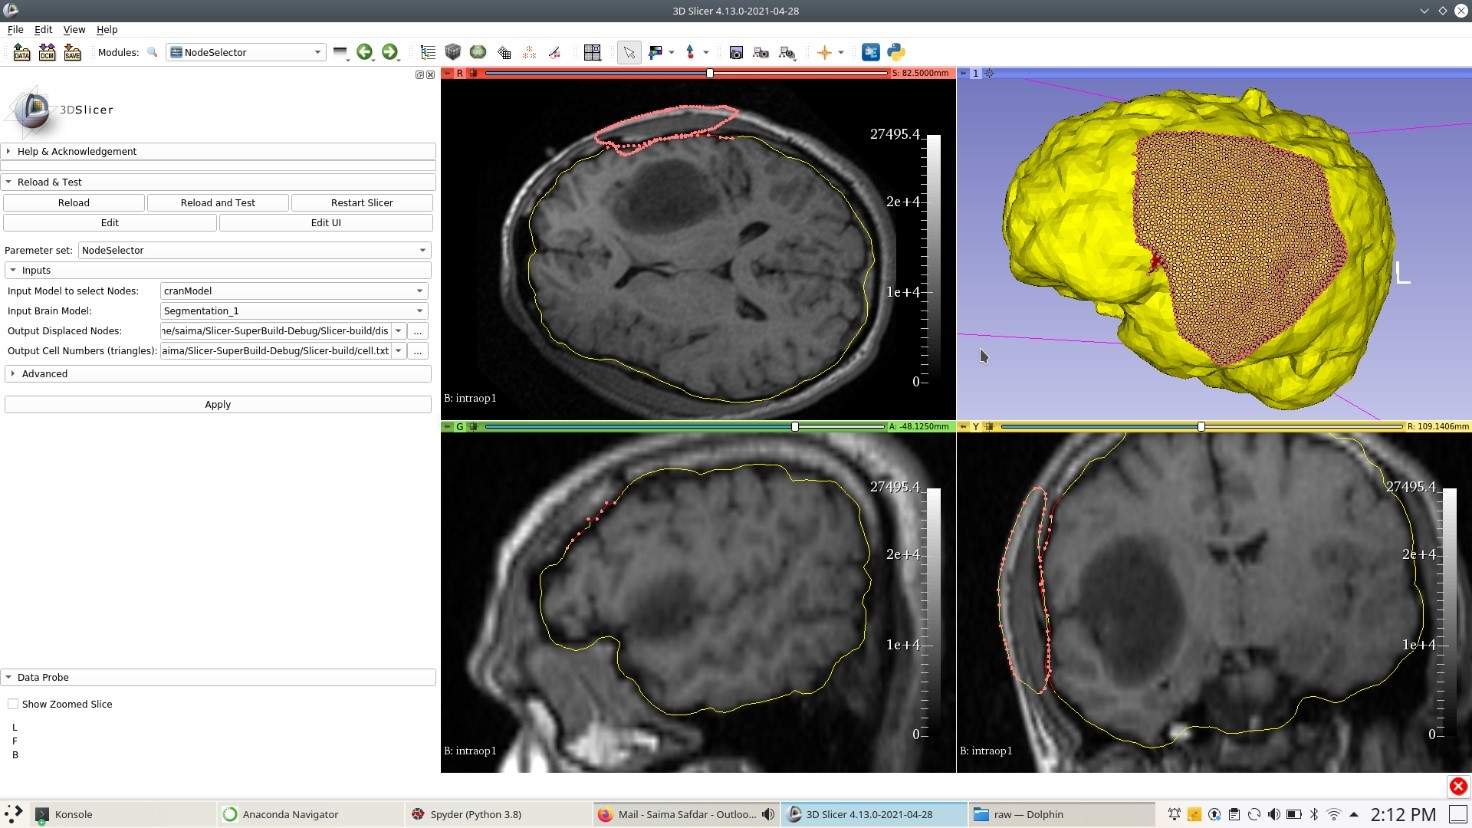 3D Slicer 4.13.0-2021-04-28
File Edit View Help
DATA DCM SAVE Modules: NodeSelector
3DSlicer
Help & Acknowledgement
Reload & Test
Reload Reload and Test Restart Slicer
Edit Edit UI
Paremeter set: NodeSelector
Inputs
Input Model to select Nodes: cranModel
Input Brain Model: Segmentation_1
Output Displaced Nodes: ne/saima/Slicer-SuperBuild-Debug/Slicer-build/dis ...
Output Cell Numbers (triangles): aima/Slicer-SuperBuild-Debug/Slicer-build/cell.txt ...
Advanced
Apply
Data Probe
Show Zoomed Slice
L
F
B
R S: 82.5000mm
27495.4
2e+4
1e+4
0
B: intraop1
1
L
G A: -48.1250mm
27495.4
2e+4
1e+4
0
B: intraop1
Y R: 109.1406mm
27495.4
2e+4
1e+4
0
B: intraop1
Konsole
Anaconda Navigator
Spyder (Python 3.8)
Mail - Saima Safdar - Outloo...
3D Slicer 4.13.0-2021-04-28
raw — Dolphin
2:12 PM